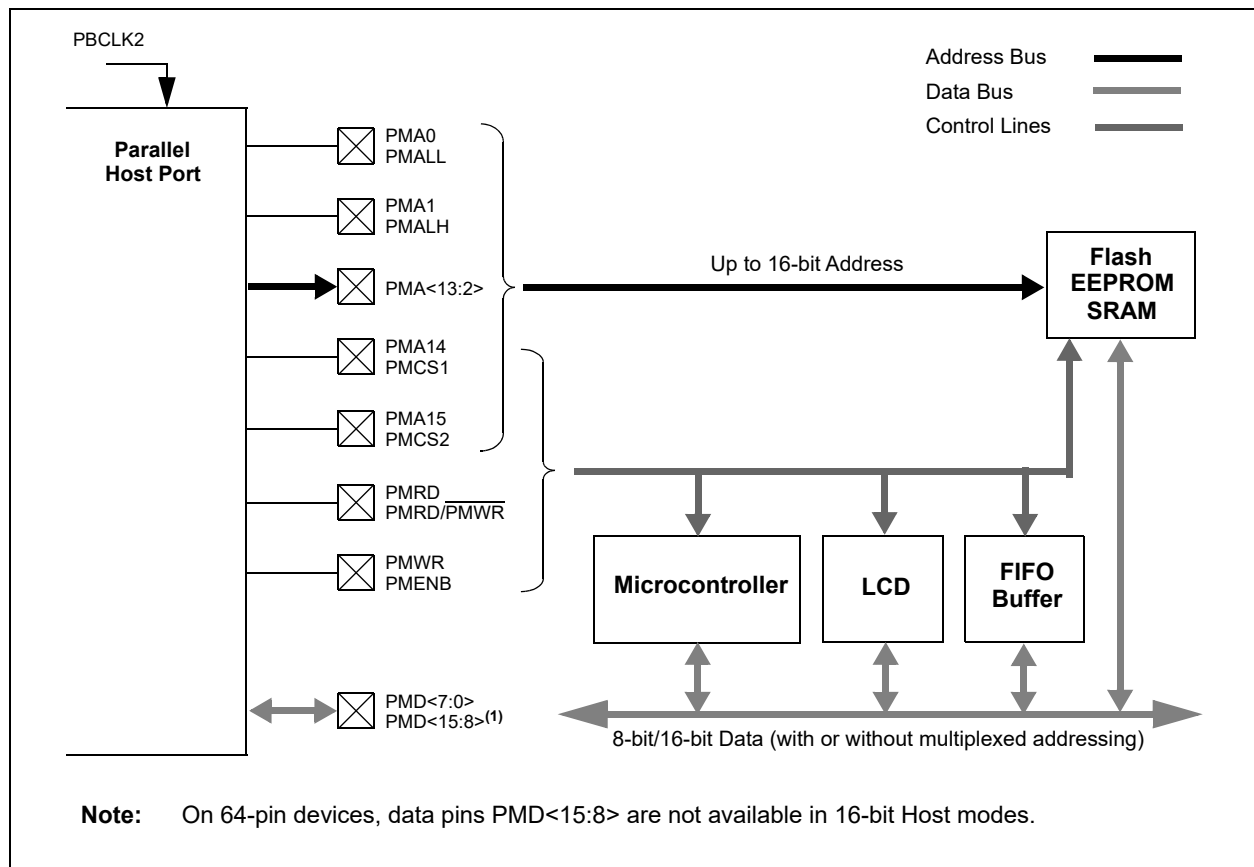 PBCLK2
Address Bus
Data Bus
Control Lines
Parallel
Host Port
PMA0
PMALL
PMA1
PMALH
PMA<13:2>
PMA14
PMCS1
PMA15
PMCS2
PMRD
PMRD/PMWR
PMWR
PMENB
PMD<7:0>
PMD<15:8>(1)
Up to 16-bit Address
Flash
EEPROM
SRAM
Microcontroller
LCD
FIFO
Buffer
8-bit/16-bit Data (with or without multiplexed addressing)
Note: On 64-pin devices, data pins PMD<15:8> are not available in 16-bit Host modes.